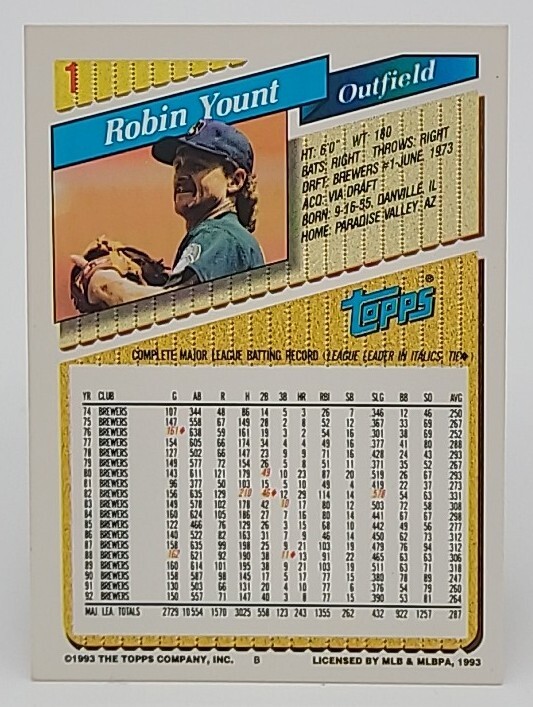 1
Robin Yount
Outfield
HT: 6'0" WT: 180
BATS: RIGHT THROWS: RIGHT
DRFT: BREWERS #1-JUNE, 1973
ACQ: VIA DRAFT
BORN: 9-16-55, DANVILLE, IL
HOME: PARADISE VALLEY, AZ
Topps®
COMPLETE MAJOR LEAGUE BATTING RECORD (LEAGUE LEADER IN ITALICS, TIE♦)
YR CLUB G AB R H 2B 3B HR RBI SB SLG BB SO AVG
74 BREWERS 107 344 48 86 14 5 3 26 7 .346 12 46 .250
75 BREWERS 147 558 67 149 28 2 8 52 12 .367 33 69 .267
76 BREWERS 161♦ 638 59 161 19 3 2 54 16 .301 38 69 .252
77 BREWERS 154 605 66 174 34 4 4 49 16 .377 41 80 .288
78 BREWERS 127 502 66 147 23 9 9 71 16 .428 24 43 .293
79 BREWERS 149 577 72 154 26 5 8 51 11 .371 35 52 .267
80 BREWERS 143 611 121 179 49 10 23 87 20 .519 26 67 .293
81 BREWERS 96 377 50 103 15 5 10 49 4 .419 22 37 .273
82 BREWERS 156 635 129 210 46♦ 12 29 114 14 .578 54 63 .331
83 BREWERS 149 578 102 178 42 10 17 80 12 .503 72 58 .308
84 BREWERS 160 624 105 186 27 7 16 80 14 .441 67 67 .298
85 BREWERS 122 466 76 129 26 3 15 68 10 .442 49 56 .277
86 BREWERS 140 522 82 163 31 7 9 46 14 .450 62 73 .312
87 BREWERS 158 635 99 198 25 9 21 103 19 .479 76 94 .312
88 BREWERS 162 621 92 190 38 11♦ 13 91 22 .465 63 63 .306
89 BREWERS 160 614 101 195 38 9 21 103 19 .511 63 71 .318
90 BREWERS 158 587 98 145 17 5 17 77 15 .380 78 89 .247
91 BREWERS 130 503 66 131 20 4 10 77 6 .376 54 79 .260
92 BREWERS 150 557 71 147 40 3 8 77 15 .390 53 81 .264
MAJ. LEA. TOTALS 2729 10554 1570 3025 558 123 243 1355 262 .432 922 1257 .287
©1993 THE TOPPS COMPANY, INC. B LICENSED BY MLB & MLBPA, 1993